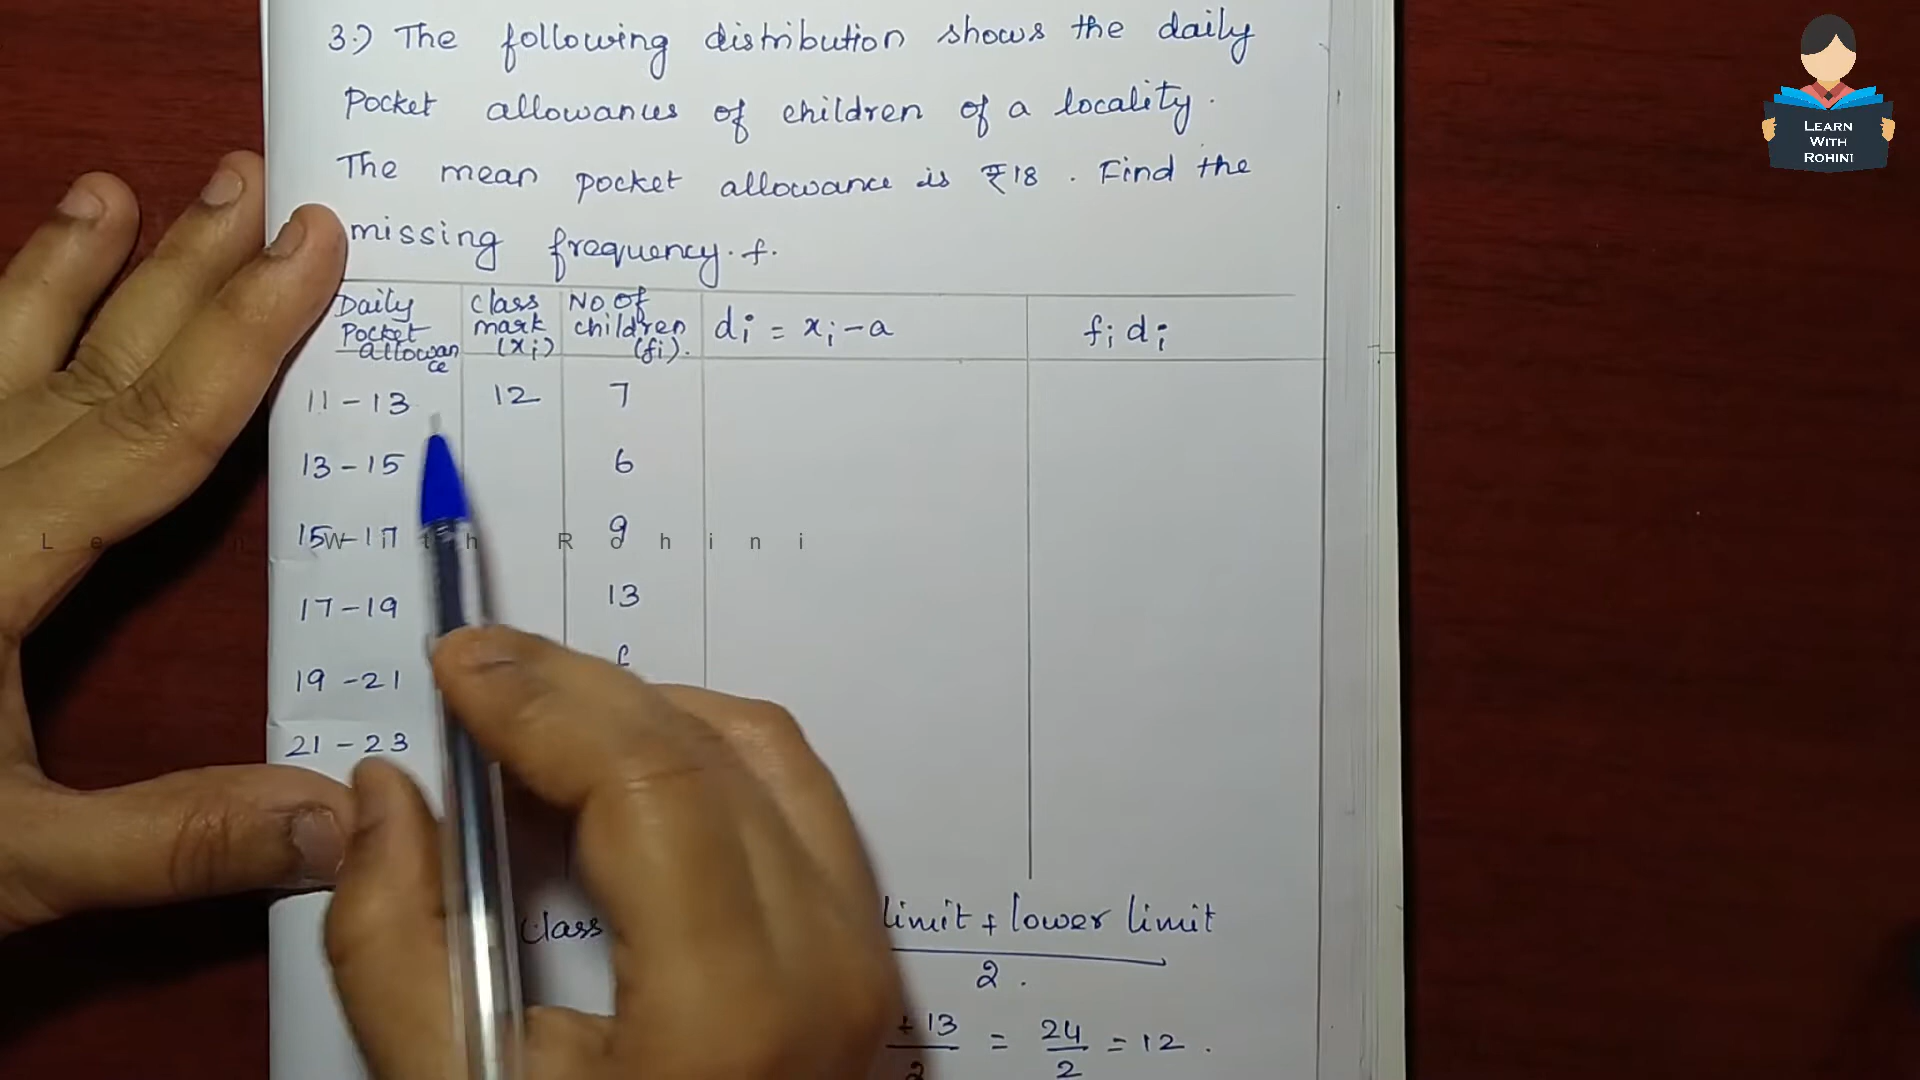 3.) The following distribution shows the daily
Pocket allowances of children of a locality.
The mean pocket allowance is ₹18. Find the
missing frequency. f.
Daily Pocket allowance | Class mark (xi) | No. of children (fi). | di = xi - a | fi di
11 - 13 | 12 | 7
13 - 15 | 6
15 - 17 | 9
17 - 19 | 13
19 - 21 | f
21 - 23
Class limit + lower limit
2 .
+ 13 = 24 = 12 .
2 2
LEARN
WITH
ROHINI
Learn With Rohini